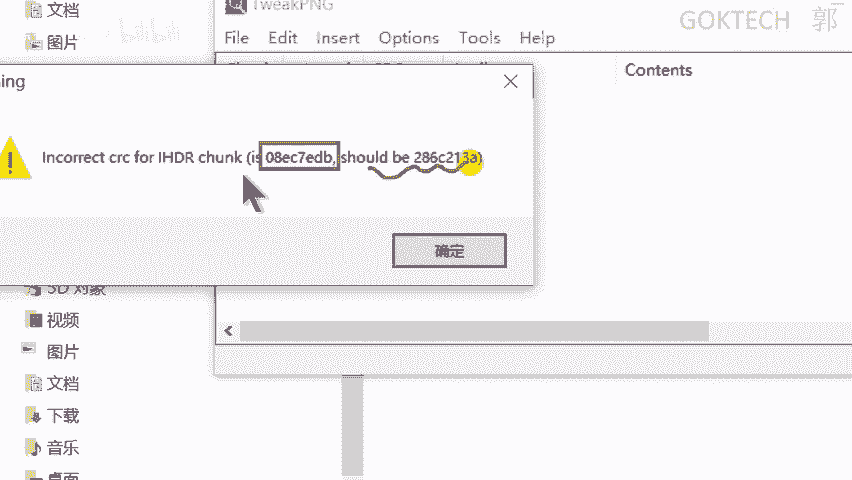 文档
TweakPNG
GOKTECH 郭
图片
File Edit Insert Options Tools Help
Contents
ning
Incorrect crc for IHDR chunk (is 08ec7edb, should be 286c213a)
确定
3D 对象
视频
图片
文档
下载
音乐
桌面